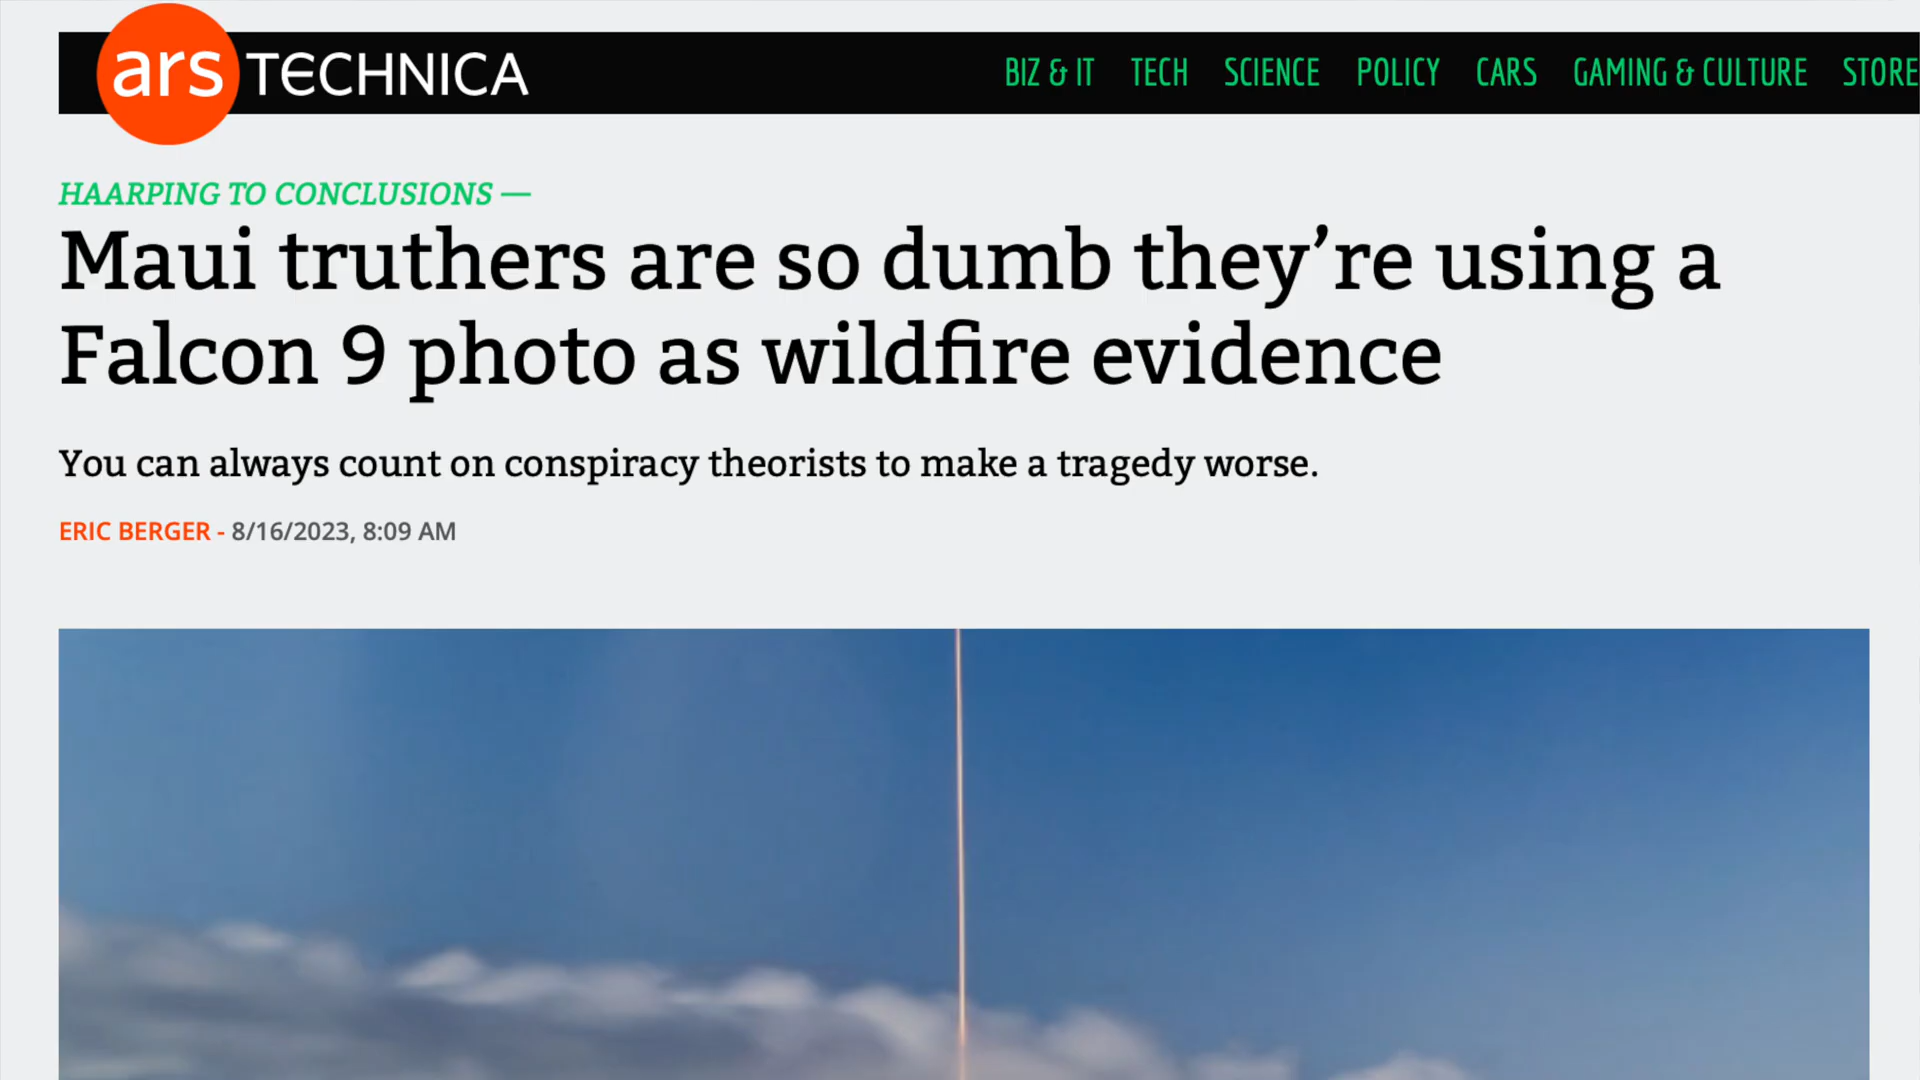 ars TECHNICA
BIZ & IT TECH SCIENCE POLICY CARS GAMING & CULTURE STORE
HAARPING TO CONCLUSIONS —
Maui truthers are so dumb they’re using a
Falcon 9 photo as wildfire evidence
You can always count on conspiracy theorists to make a tragedy worse.
ERIC BERGER - 8/16/2023, 8:09 AM